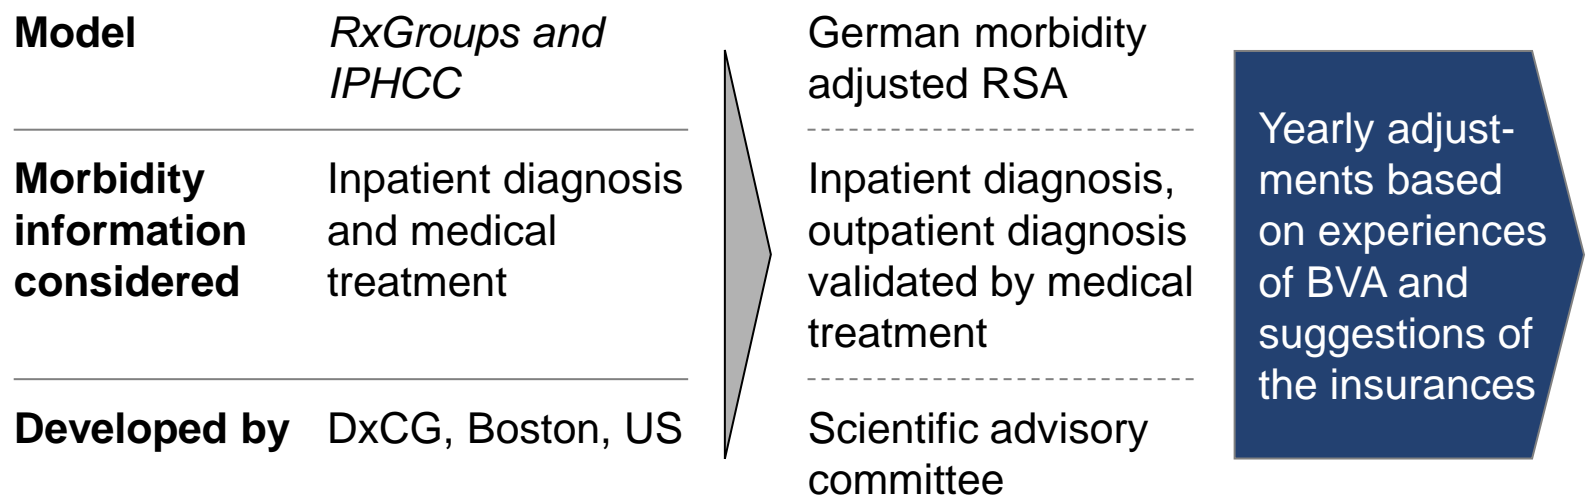 Model
RxGroups and
IPHCC
German morbidity
adjusted RSA
Morbidity
information
considered
Inpatient diagnosis
and medical
treatment
Inpatient diagnosis,
outpatient diagnosis
validated by medical
treatment
Developed by
DxCG, Boston, US
Scientific advisory
committee
Yearly adjust-
ments based
on experiences
of BVA and
suggestions of
the insurances